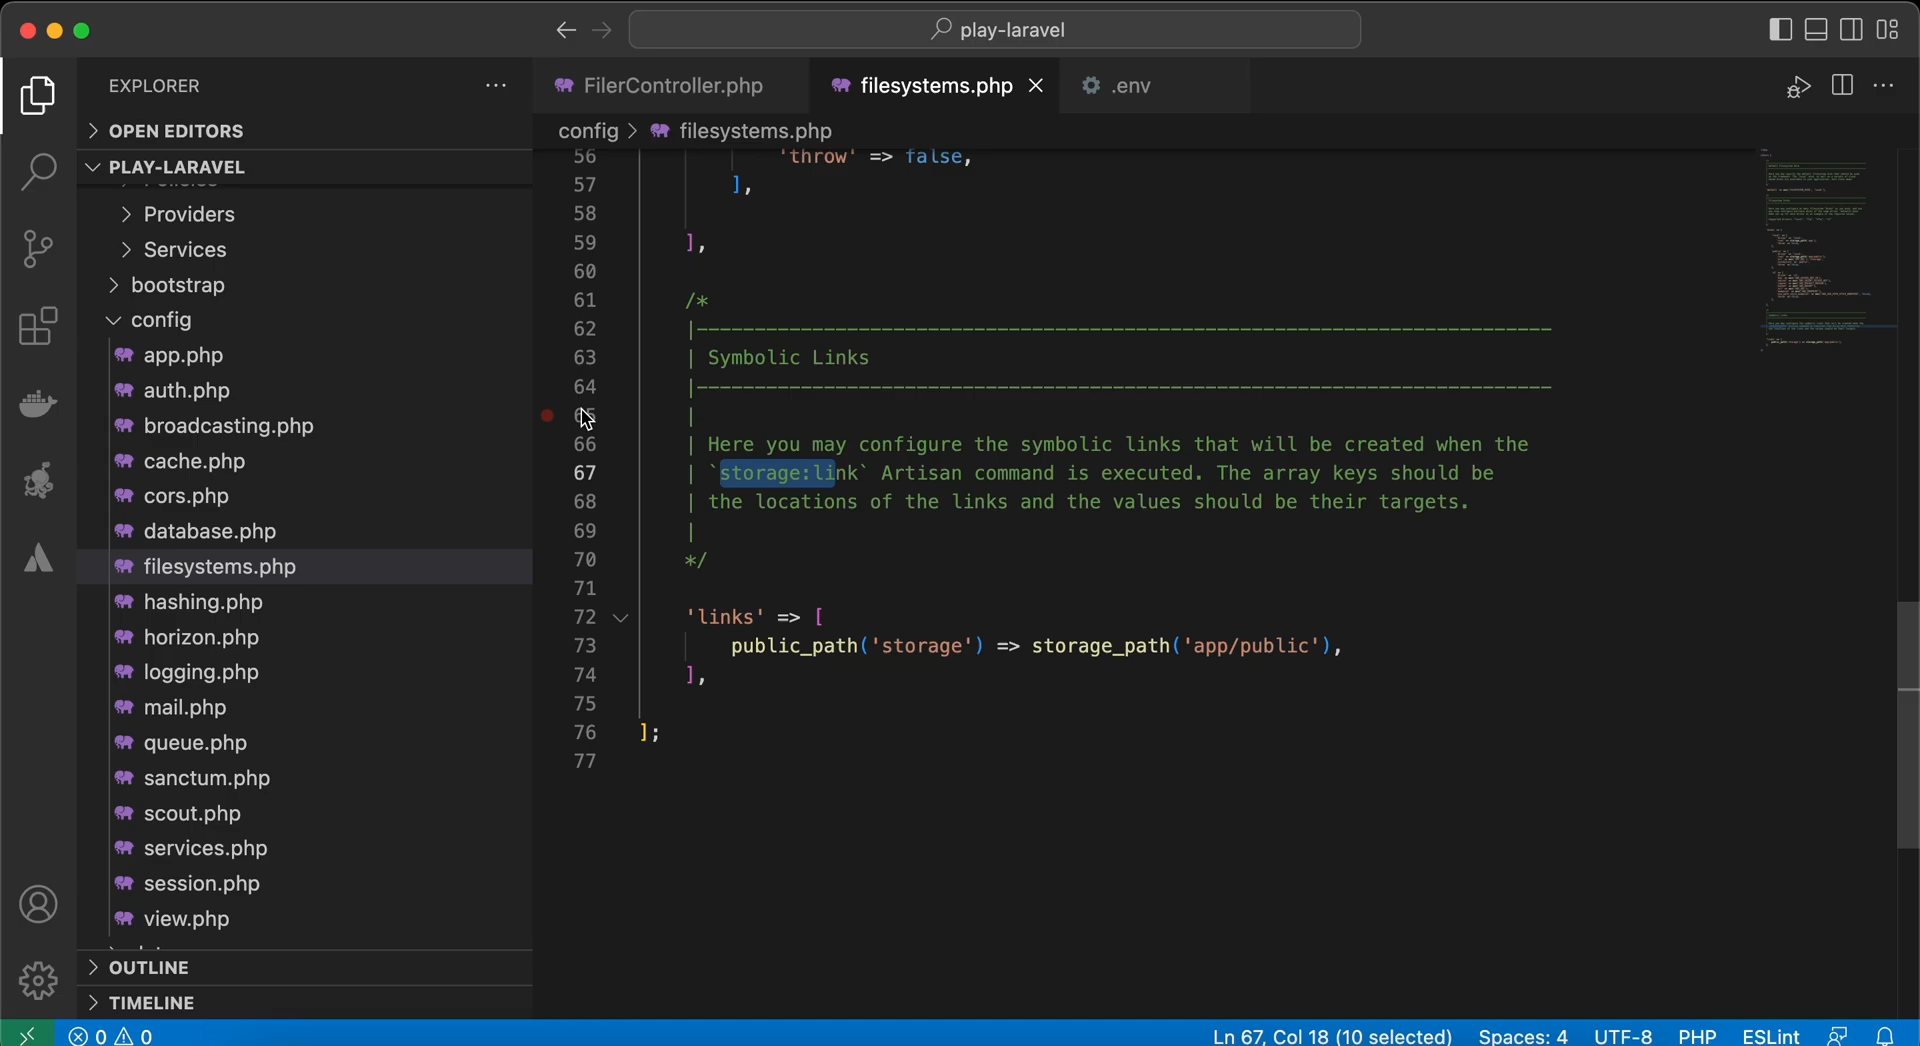 play-laravel
EXPLORER
OPEN EDITORS
PLAY-LARAVEL
Policies
Providers
Services
bootstrap
config
app.php
auth.php
broadcasting.php
cache.php
cors.php
database.php
filesystems.php
hashing.php
horizon.php
logging.php
mail.php
queue.php
sanctum.php
scout.php
services.php
session.php
view.php
OUTLINE
TIMELINE
FilerController.php
filesystems.php
.env
config > filesystems.php
56 'throw' => false,
57 ],
58
59 ],
60
61 /*
62 |--------------------------------------------------------------------------
63 | Symbolic Links
64 |--------------------------------------------------------------------------
65 |
66 | Here you may configure the symbolic links that will be created when the
67 | `storage:link` Artisan command is executed. The array keys should be
68 | the locations of the links and the values should be their targets.
69 |
70 */
71
72 'links' => [
73 public_path('storage') => storage_path('app/public'),
74 ],
75
76 ];
77
0 0 Ln 67, Col 18 (10 selected) Spaces: 4 UTF-8 PHP ESLint